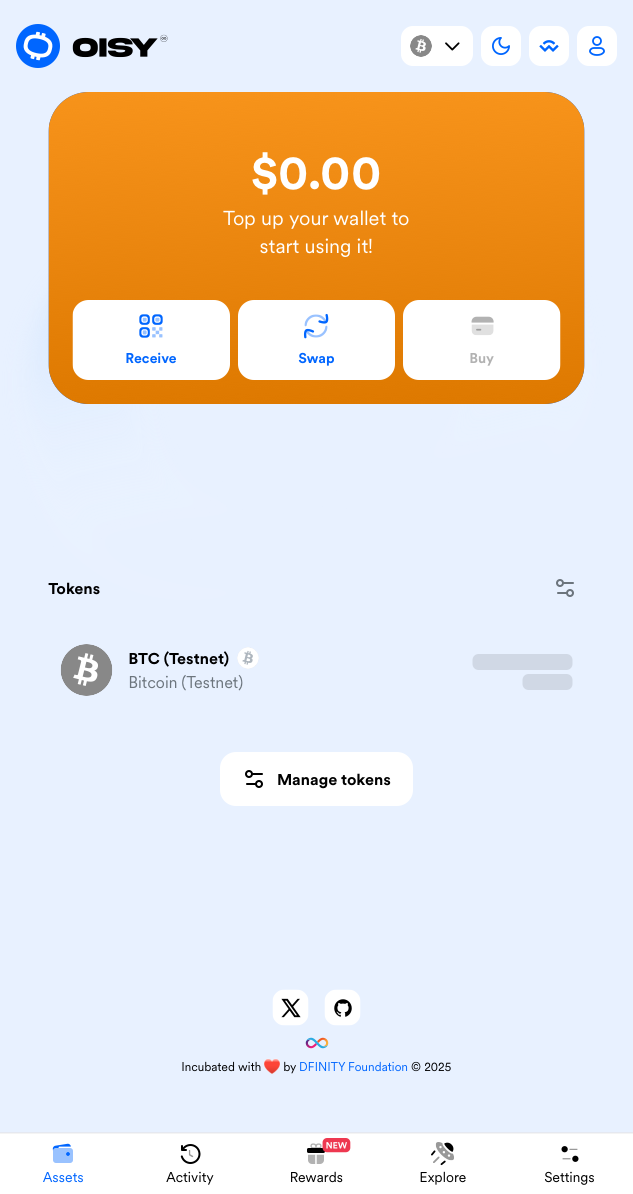 OISY
$0.00
Top up your wallet to
start using it!
Receive
Swap
Buy
Tokens
BTC (Testnet)
Bitcoin (Testnet)
Manage tokens
Incubated with ❤️ by DFINITY Foundation © 2025
NEW
Assets
Activity
Rewards
Explore
Settings